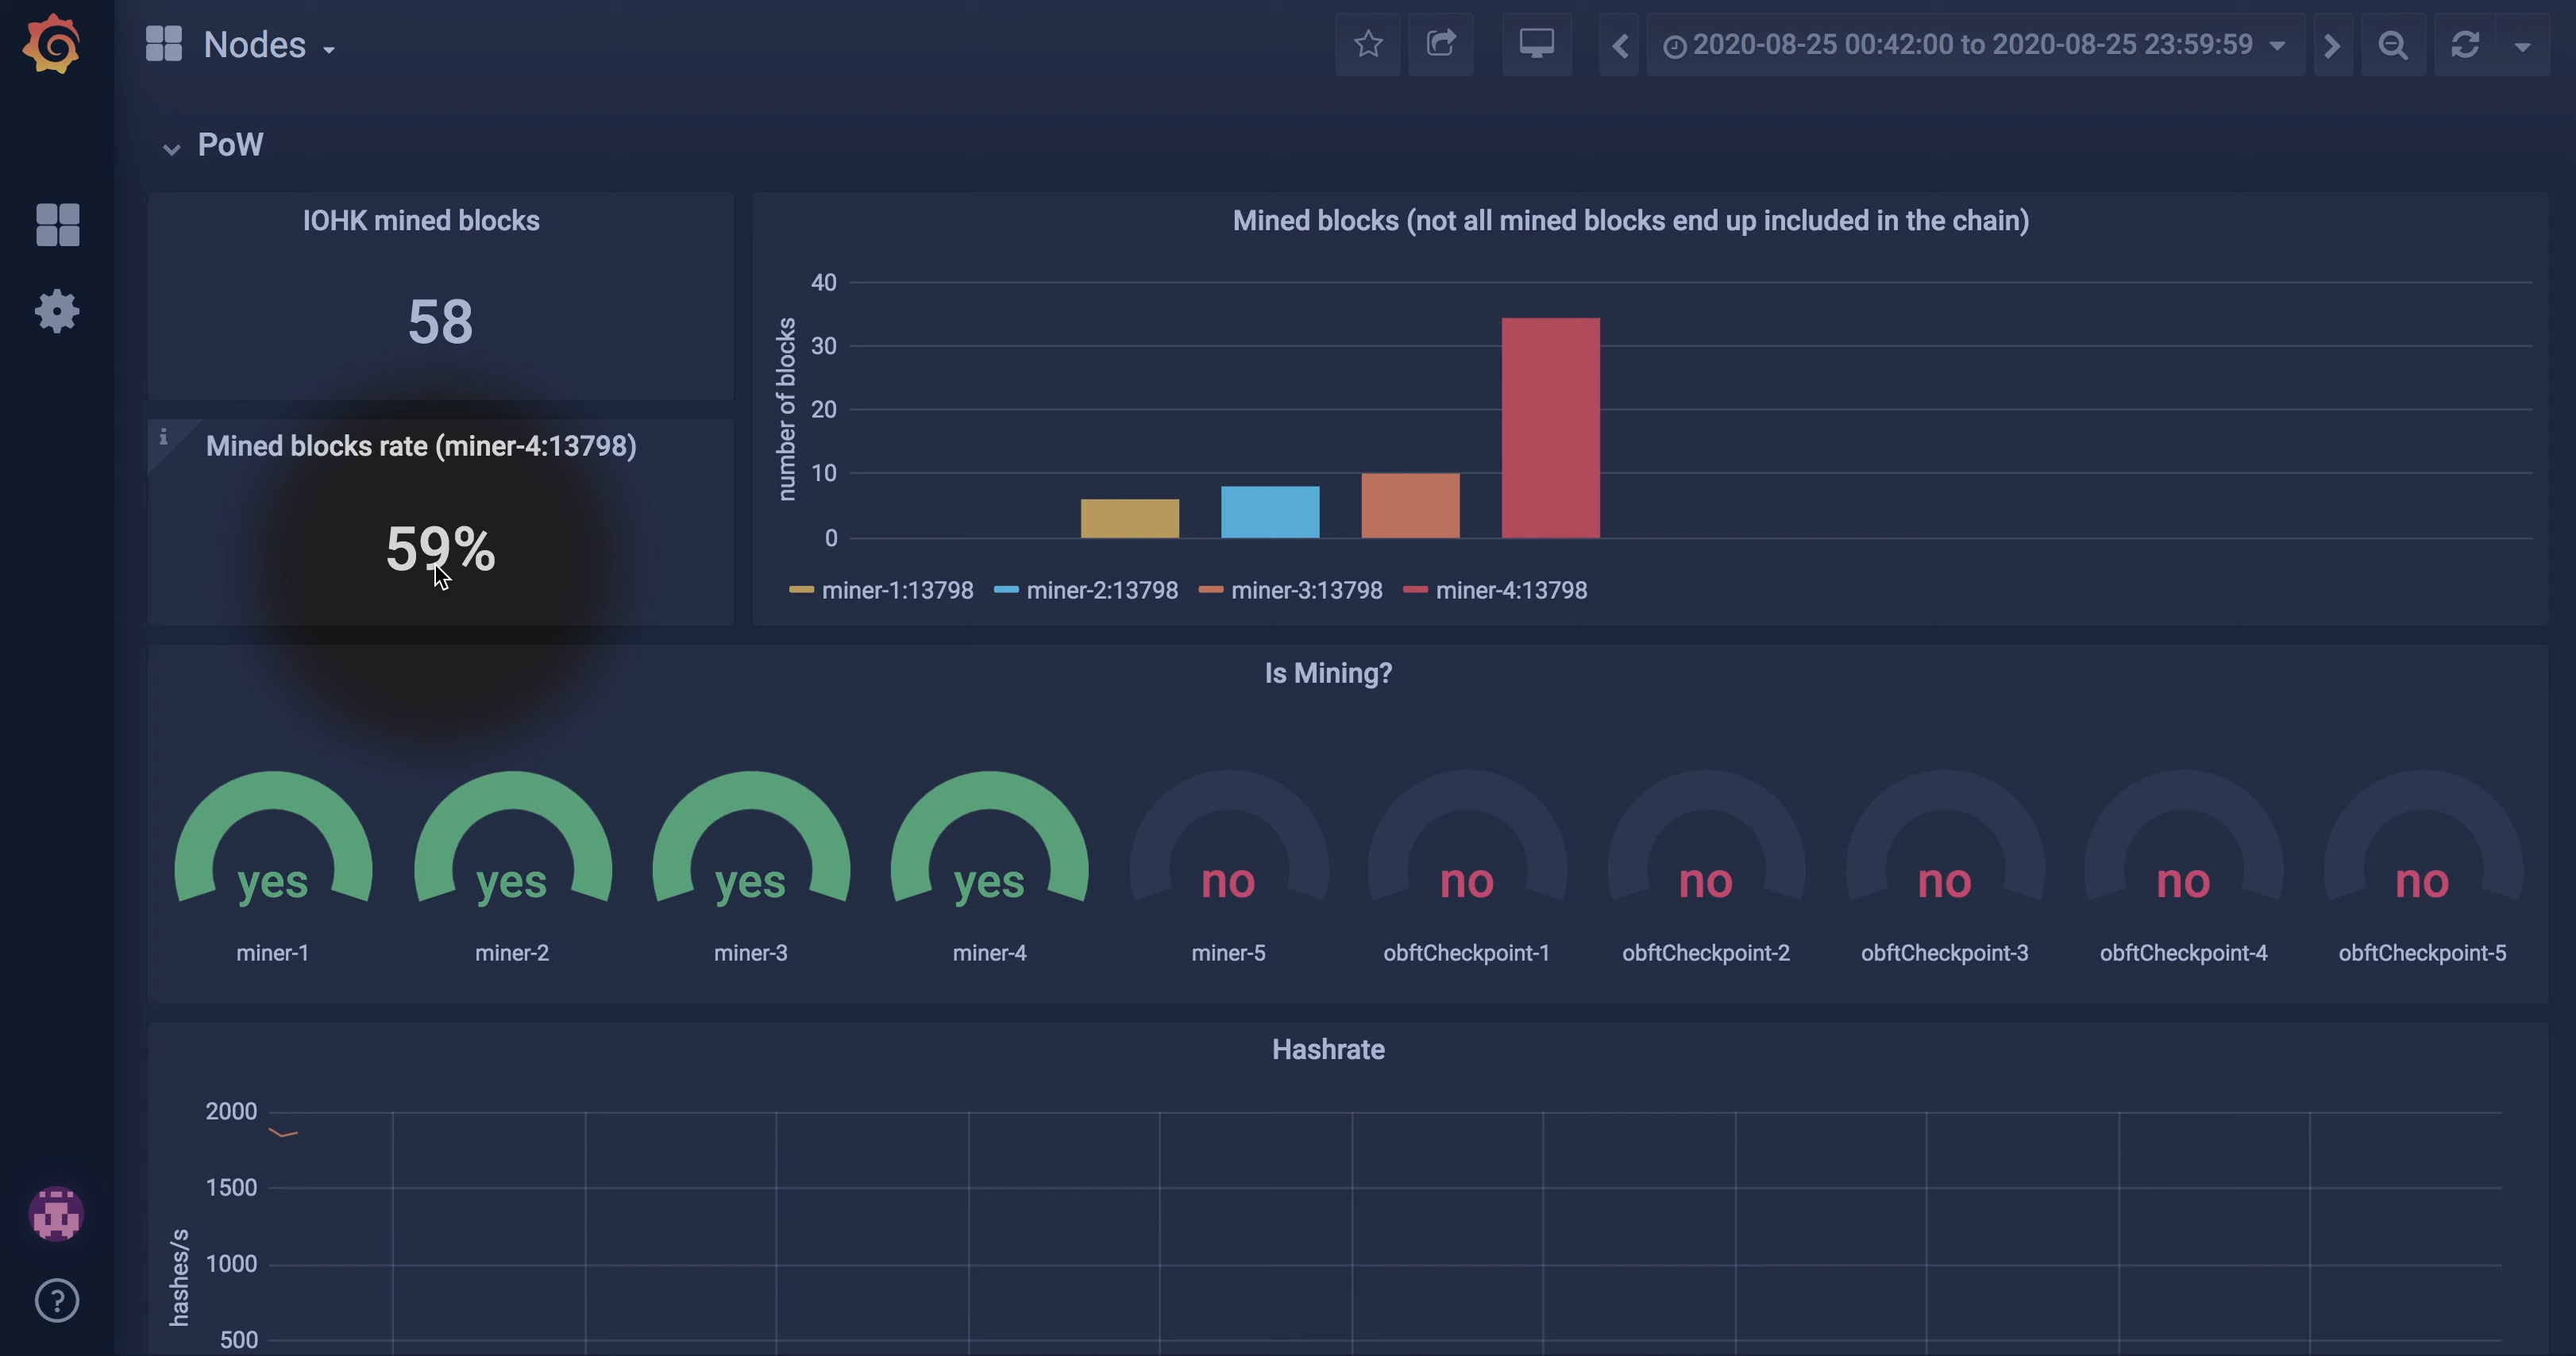 Nodes
2020-08-25 00:42:00 to 2020-08-25 23:59:59
PoW
IOHK mined blocks
58
i
Mined blocks rate (miner-4:13798)
59%
Mined blocks (not all mined blocks end up included in the chain)
number of blocks
40
30
20
10
0
miner-1:13798 miner-2:13798 miner-3:13798 miner-4:13798
Is Mining?
yes yes yes yes no no no no no no
miner-1 miner-2 miner-3 miner-4 miner-5 obftCheckpoint-1 obftCheckpoint-2 obftCheckpoint-3 obftCheckpoint-4 obftCheckpoint-5
Hashrate
hashes/s
2000
1500
1000
500
?